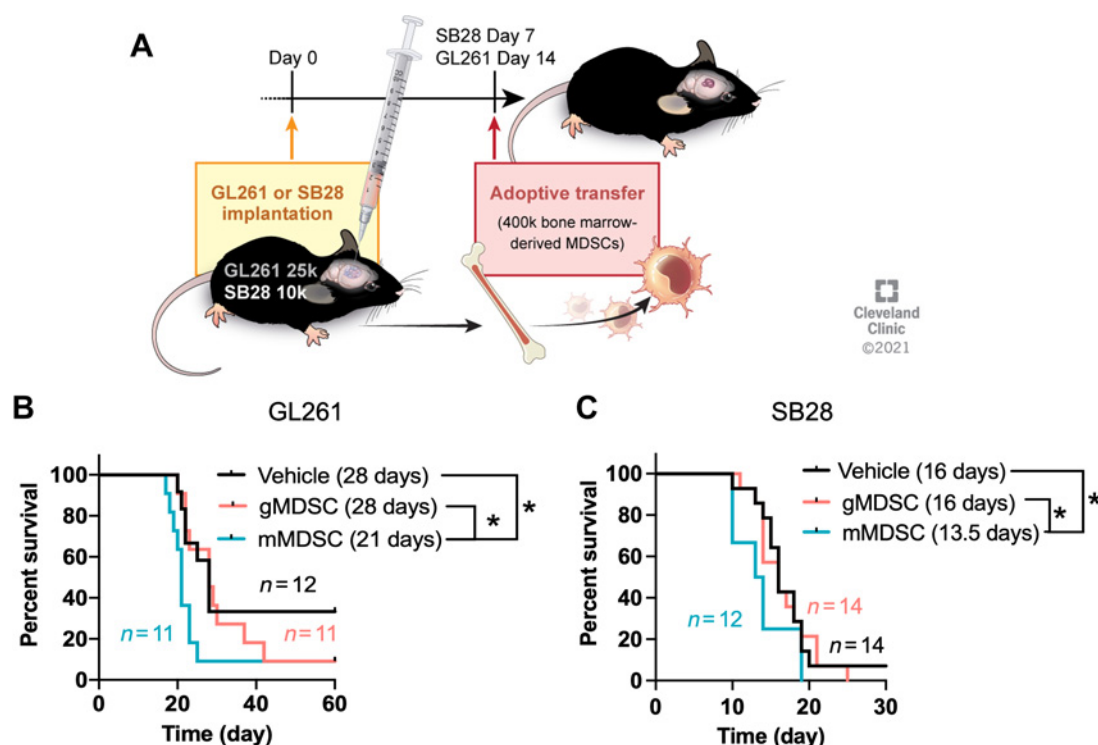 A
Day 0
SB28 Day 7
GL261 Day 14
GL261 or SB28
implantation
Adoptive transfer
(400k bone marrow-
derived MDSCs)
GL261 25k
SB28 10k
Cleveland
Clinic
©2021
B
GL261
Percent survival
100
80
60
40
20
0
Vehicle (28 days)
gMDSC (28 days)
mMDSC (21 days)
*
*
n = 12
n = 11
n = 11
0
20
40
60
Time (day)
C
SB28
Percent survival
100
80
60
40
20
0
Vehicle (16 days)
gMDSC (16 days)
mMDSC (13.5 days)
*
*
n = 14
n = 12
n = 14
0
10
20
30
Time (day)